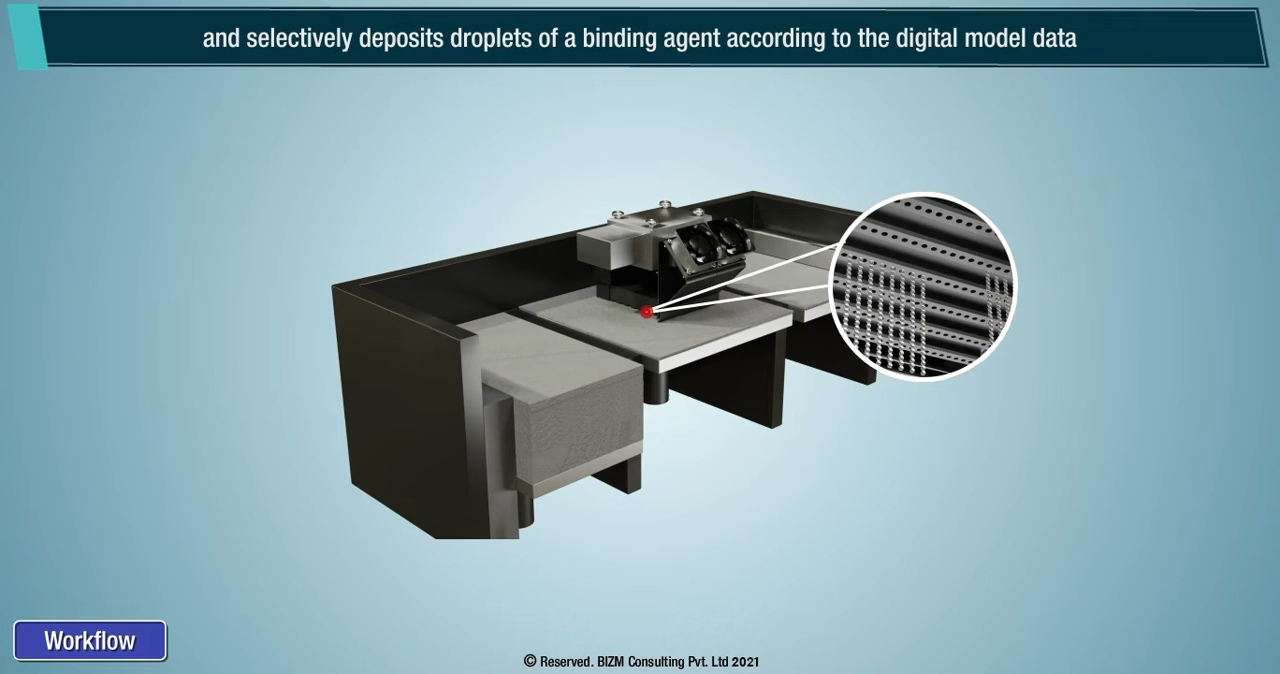 and selectively deposits droplets of a binding agent according to the digital model data
Workflow
© Reserved. BIZM Consulting Pvt. Ltd 2021